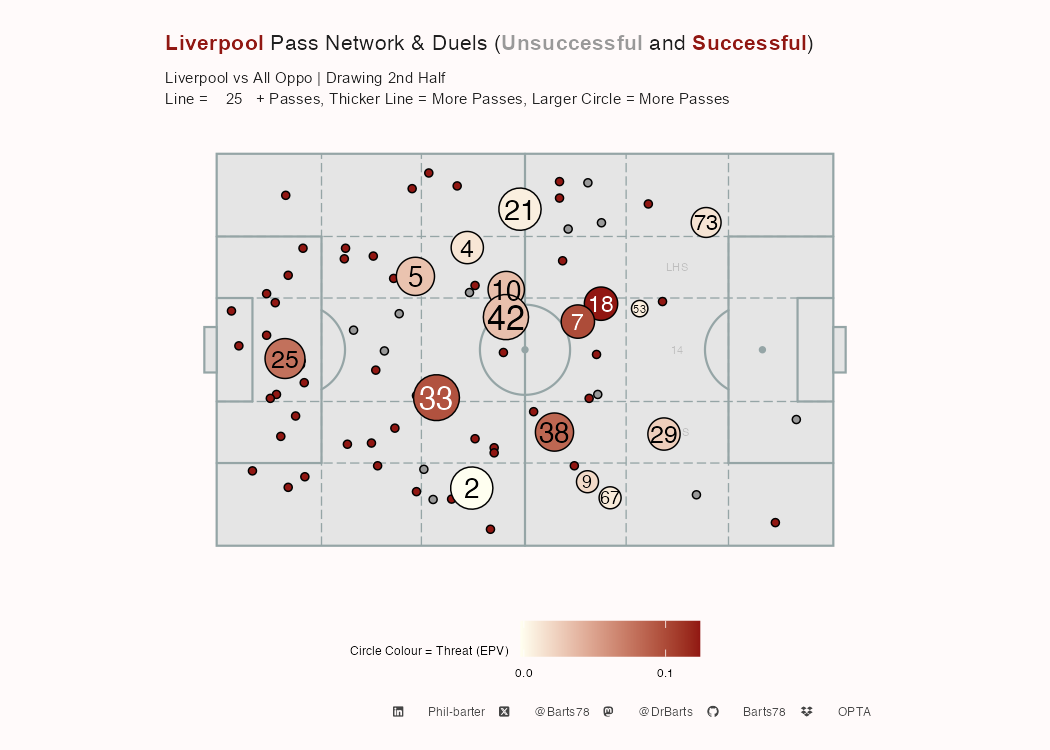 Liverpool Pass Network & Duels (Unsuccessful and Successful)
Liverpool vs All Oppo | Drawing 2nd Half
Line = 25 + Passes, Thicker Line = More Passes, Larger Circle = More Passes
21
73
4
LHS
5
10
18
53
42
7
14
25
33
38
29
S
9
2
67
Circle Colour = Threat (EPV)
0.0 0.1
Phil-barter @Barts78 @DrBarts Barts78 OPTA